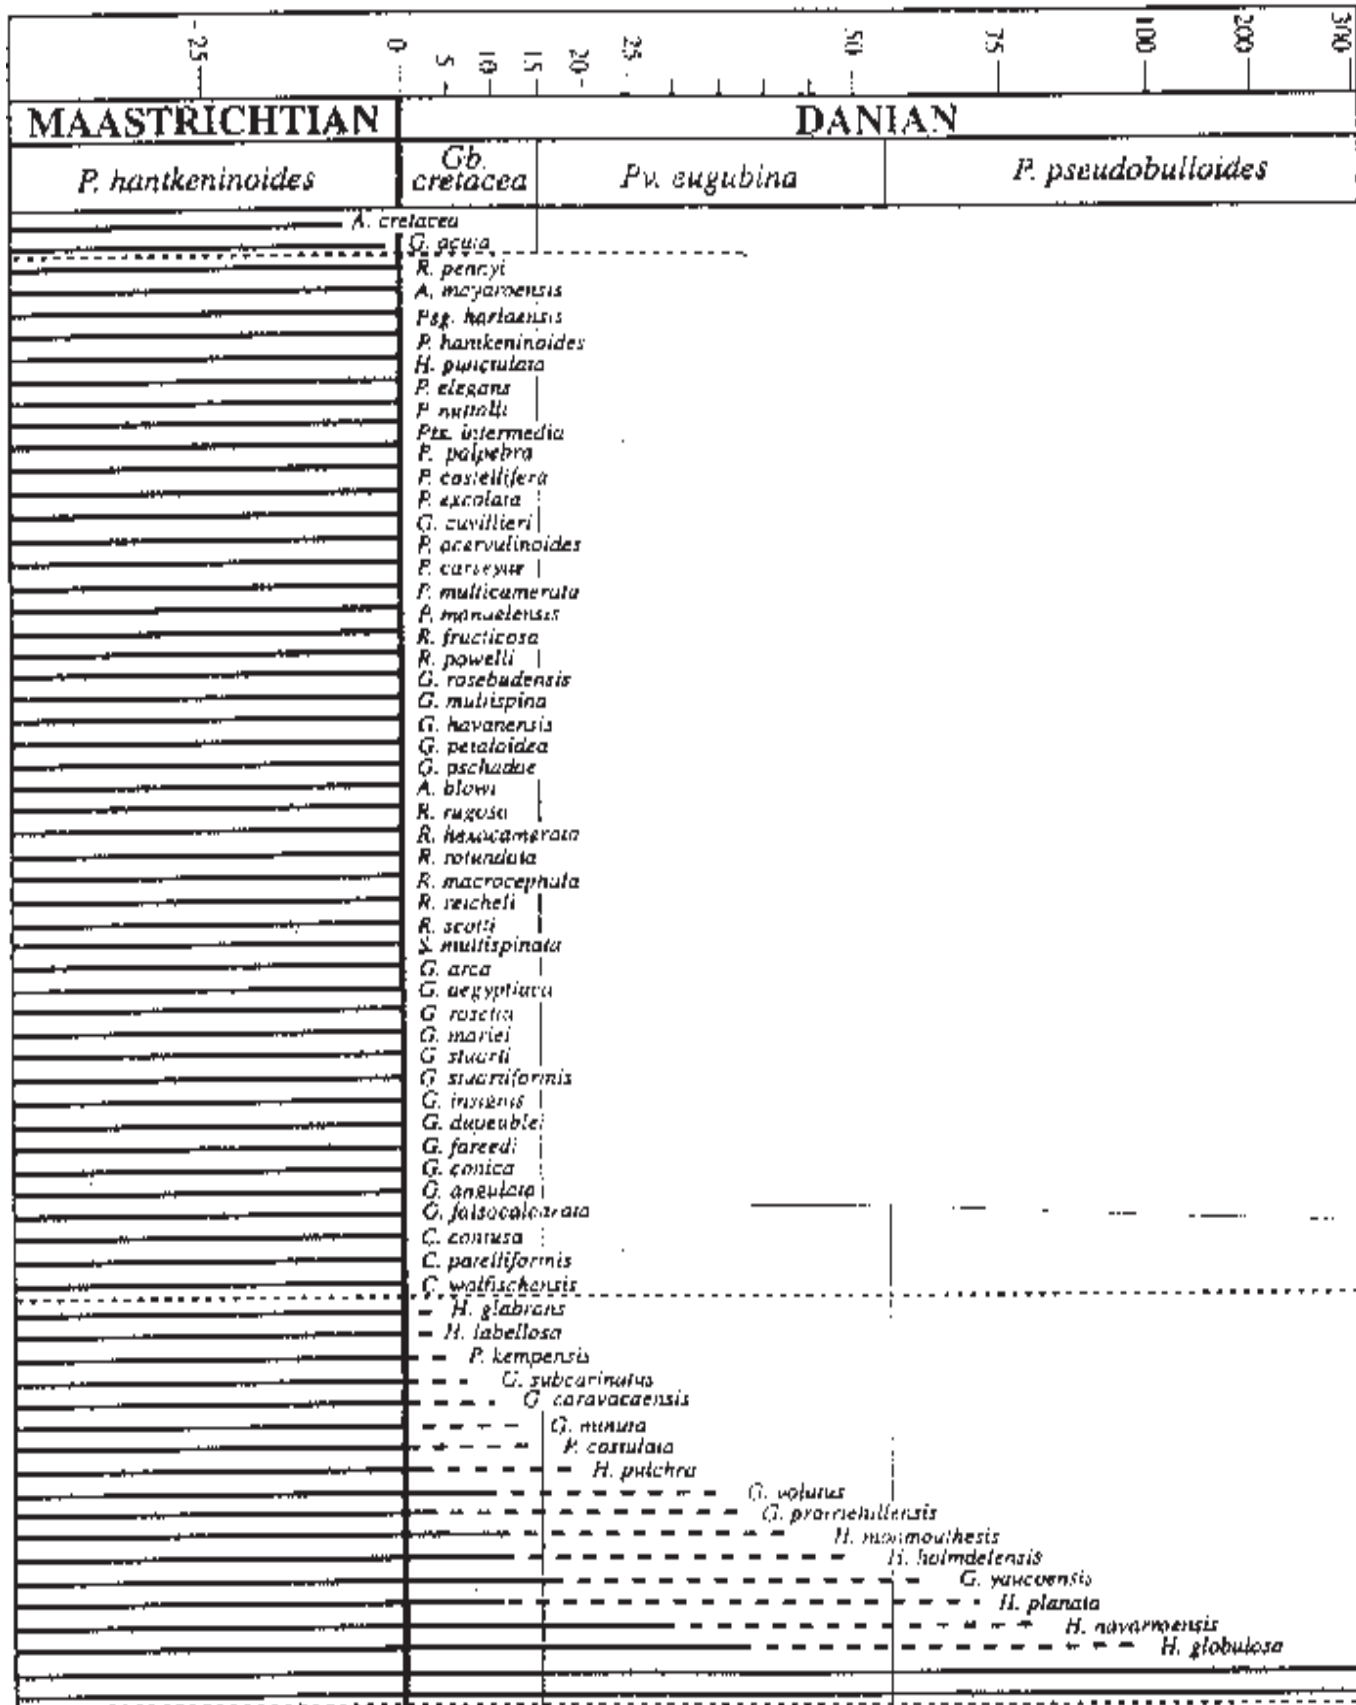 -25 0 5 10 15 20 25 50 75 100 200 300
MAASTRICHTIAN DANIAN
P. hantkeninoides Gb. cretacea Pv. eugubina P. pseudobulloides
A. cretacea
G. acuta
R. pennyi
A. mayaroensis
Psg. hariaensis
P. hantkeninoides
H. punctulata
P. elegans
P. nuttalli
Pts. intermedia
P. palpebra
P. costellifera
P. excolata
G. cuvillieri
P. acervulinoides
P. carseyae
P. multicamerata
P. manuelensis
R. fructicosa
R. powelli
G. rosebudensis
G. multispina
G. havanensis
G. petaloidea
G. pschadae
A. blowi
R. rugosa
R. hexacamerata
R. rotundata
R. macrocephala
R. reicheli
R. scotti
S. multispinata
G. arca
G. aegyptiaca
G. rosetta
G. mariei
G. stuarti
G. stuartiformis
G. insignis
G. dupeublei
G. fareedi
G. conica
G. angulata
G. falsocalcarata
C. contusa
C. patelliformis
C. walfischensis
H. glabrans
H. labellosa
P. kempensis
G. subcarinatus
G. caravacaensis
G. minuta
P. costulata
H. pulchra
G. volutus
G. prairiehillensis
H. monmouthesis
H. holmdelensis
G. yaucoensis
H. planata
H. navarroensis
H. globulosa